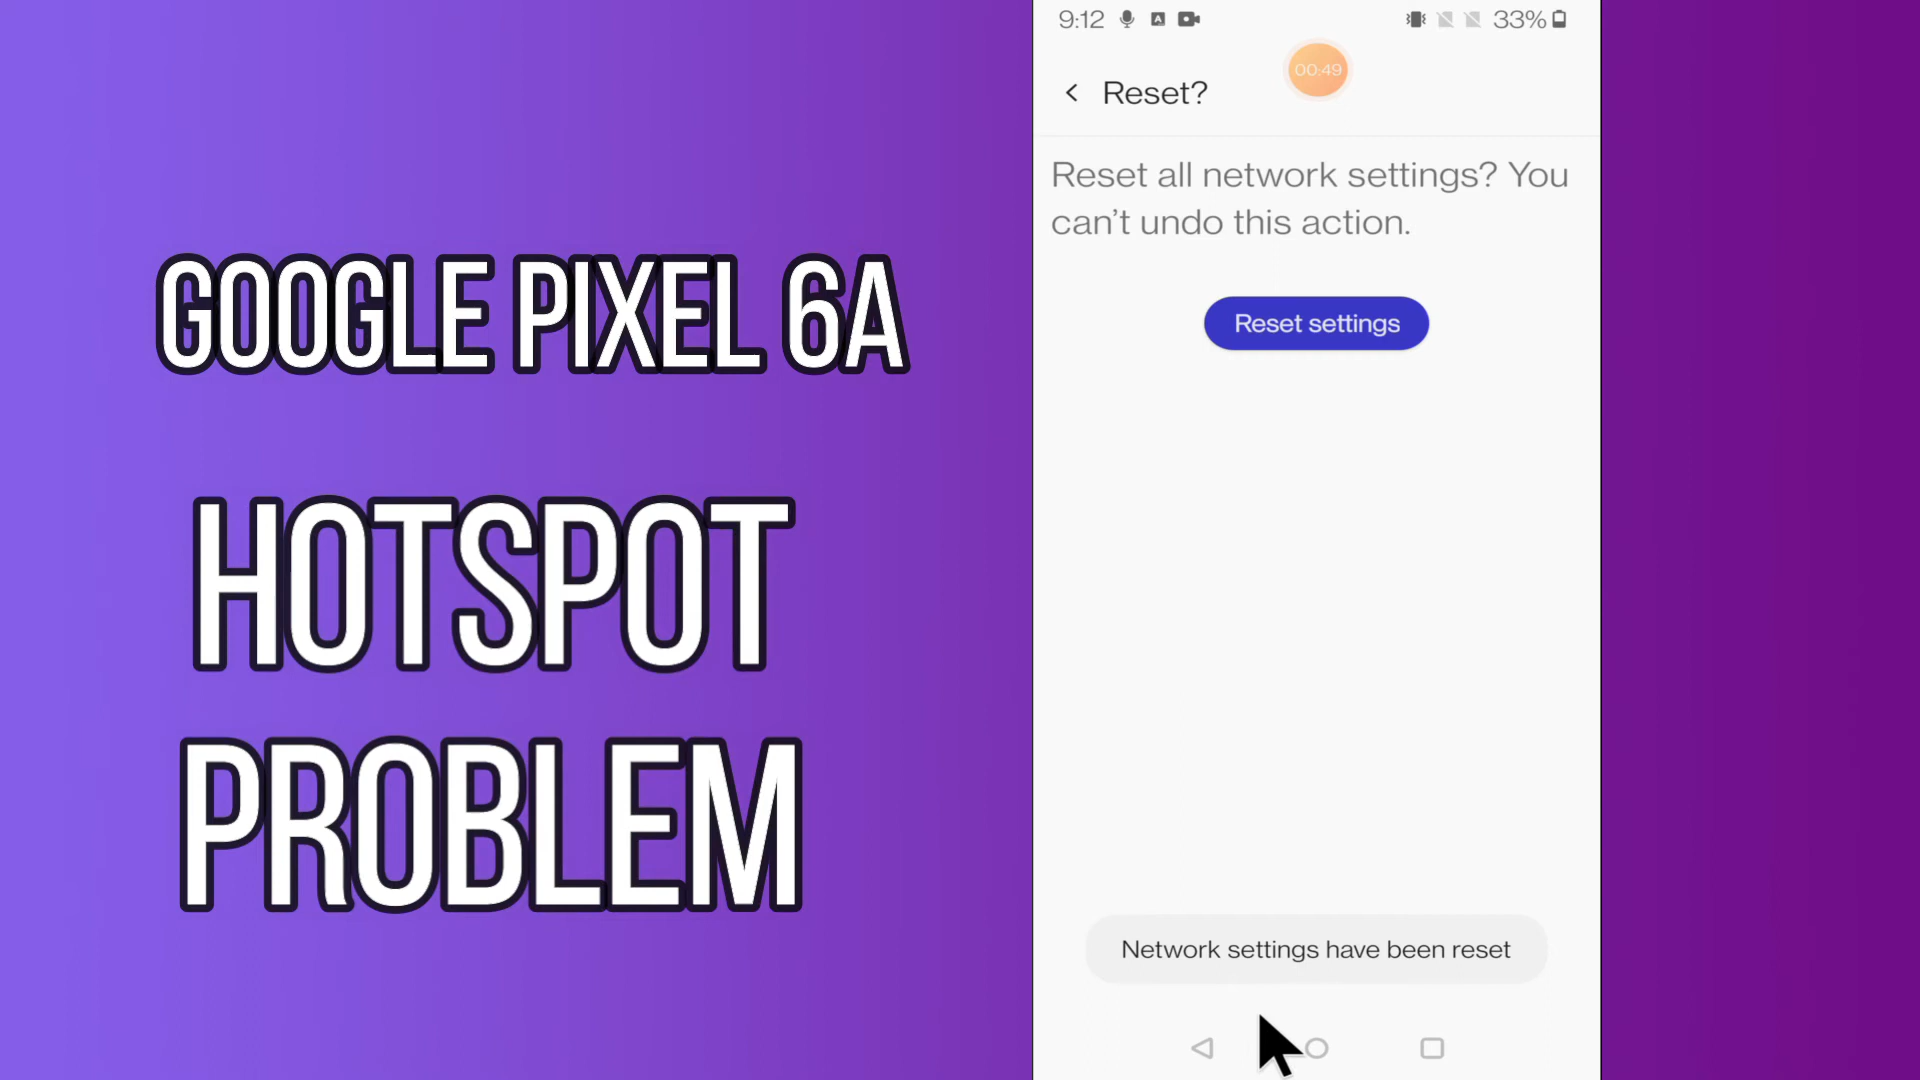 GOOGLE PIXEL 6A
HOTSPOT
PROBLEM
9:12
33%
00:49
Reset?
Reset all network settings? You
can’t undo this action.
Reset settings
Network settings have been reset